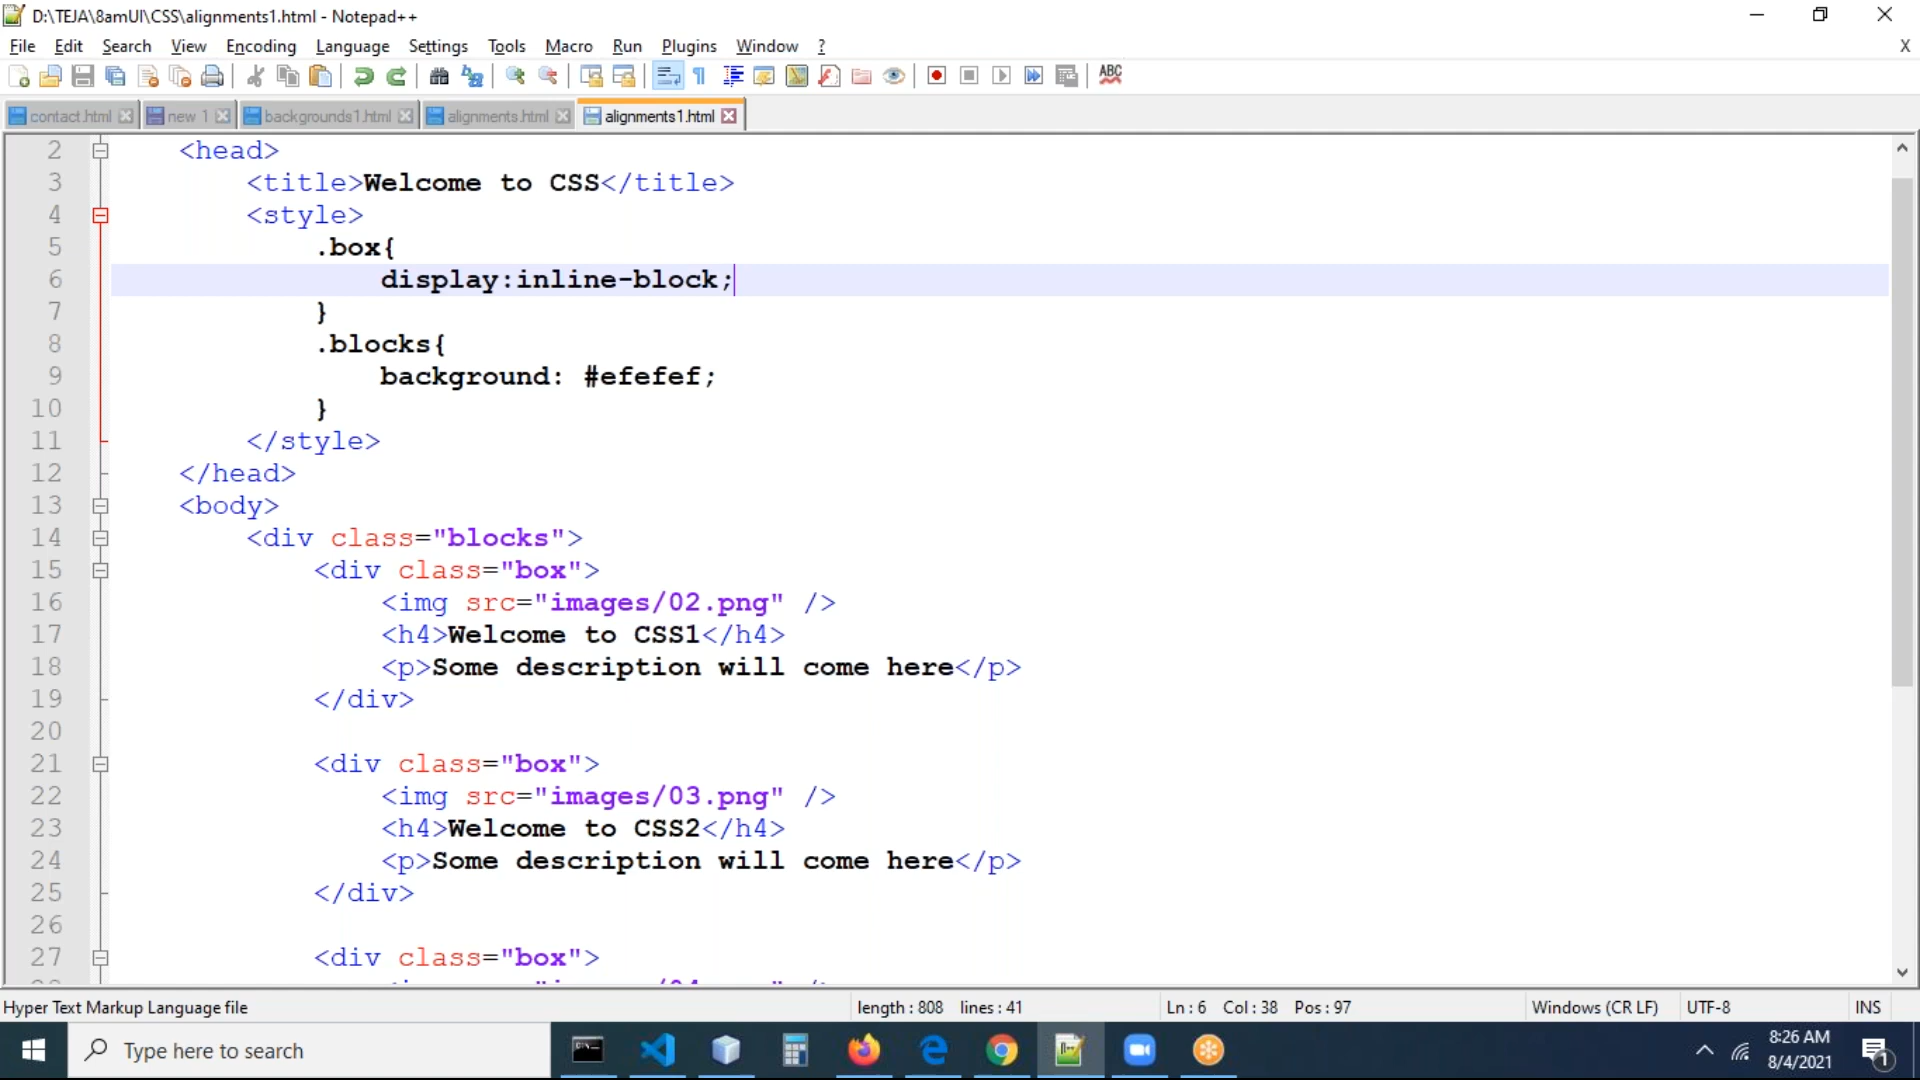 D:\TEJA\8amUI\CSS\alignments1.html - Notepad++
File Edit Search View Encoding Language Settings Tools Macro Run Plugins Window ? X
ABC
contact.html new 1 backgrounds1.html alignments.html alignments1.html
2 <head>
3 <title>Welcome to CSS</title>
4 <style>
5 .box{
6 display:inline-block;
7 }
8 .blocks{
9 background: #efefef;
10 }
11 </style>
12 </head>
13 <body>
14 <div class="blocks">
15 <div class="box">
16 <img src="images/02.png" />
17 <h4>Welcome to CSS1</h4>
18 <p>Some description will come here</p>
19 </div>
20
21 <div class="box">
22 <img src="images/03.png" />
23 <h4>Welcome to CSS2</h4>
24 <p>Some description will come here</p>
25 </div>
26
27 <div class="box">
Hyper Text Markup Language file length : 808 lines : 41 Ln : 6 Col : 38 Pos : 97 Windows (CR LF) UTF-8 INS
Type here to search
8:26 AM
8/4/2021
1